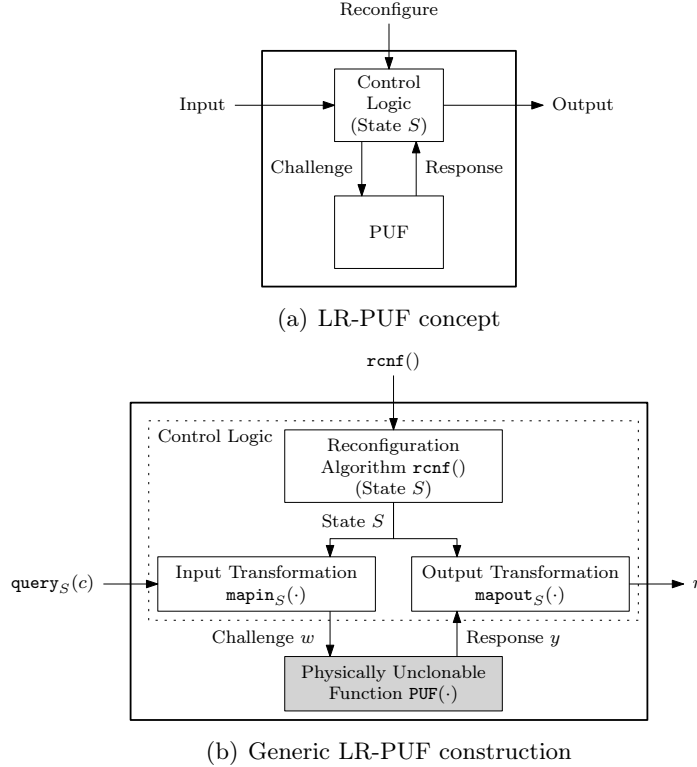 Reconfigure
Control
Logic
(State S)
Input
Output
Challenge
Response
PUF
(a) LR-PUF concept
rcnf()
Control Logic
Reconfiguration
Algorithm rcnf()
(State S)
State S
query_S(c)
Input Transformation
mapin_S(·)
Output Transformation
mapout_S(·)
r
Challenge w
Response y
Physically Unclonable
Function PUF(·)
(b) Generic LR-PUF construction